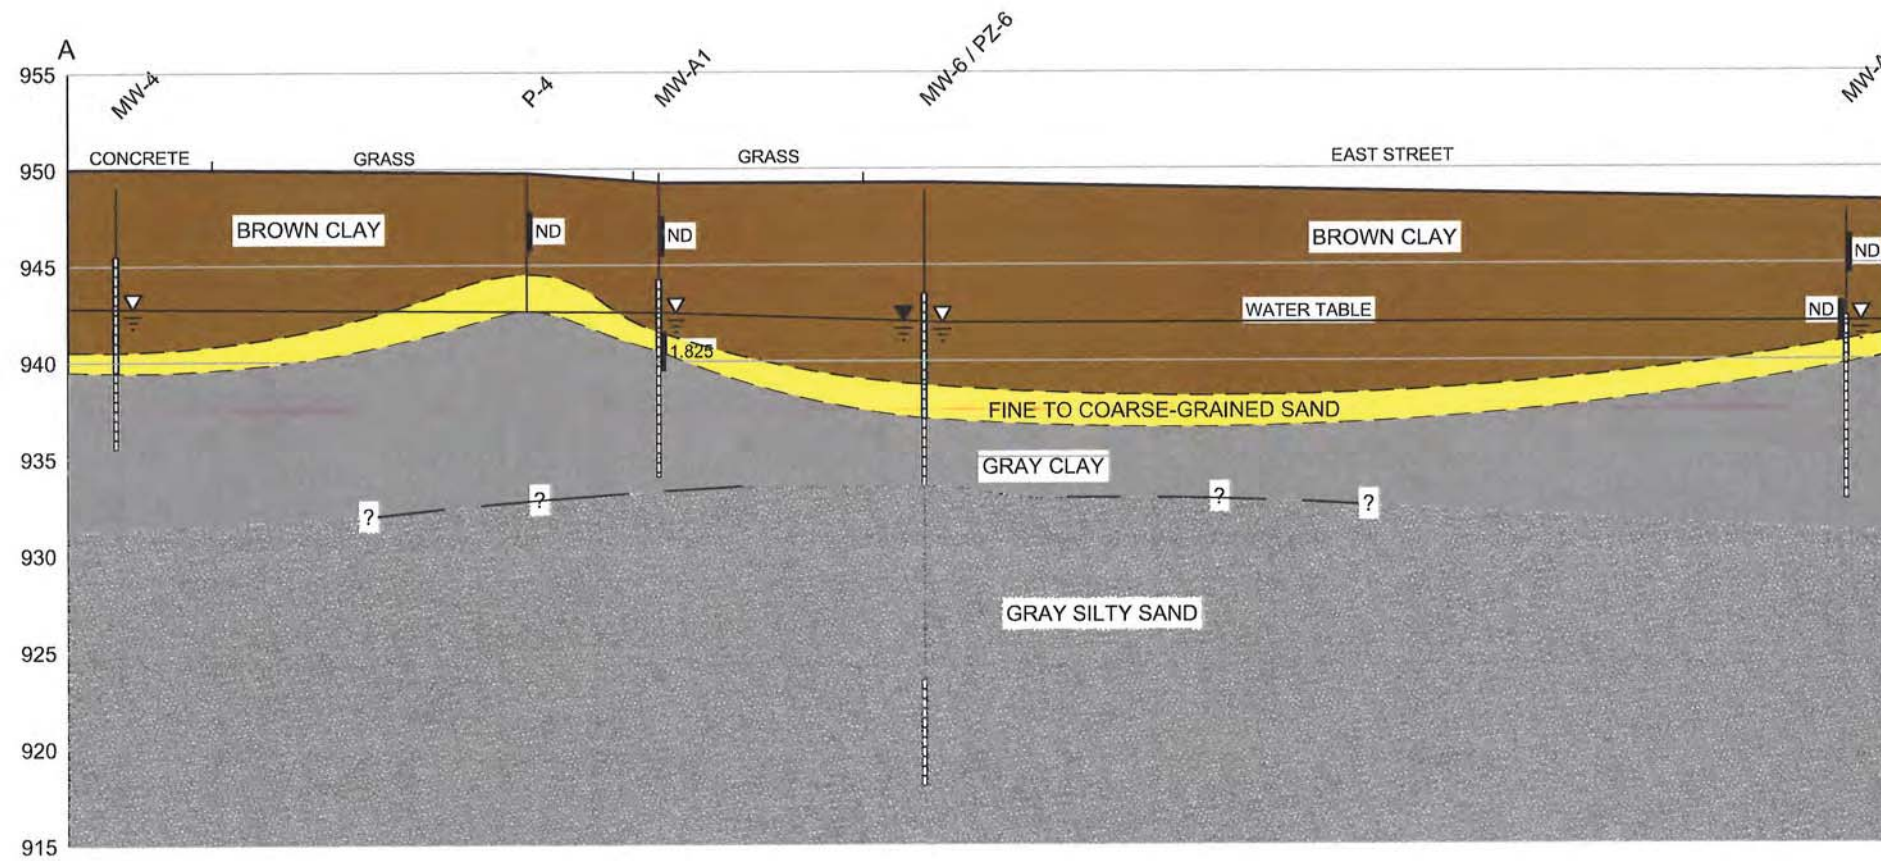 A
955
MW-4
P-4
MW-A1
MW-6 / PZ-6
CONCRETE
GRASS
GRASS
EAST STREET
950
BROWN CLAY
ND
ND
BROWN CLAY
ND
945
WATER TABLE
ND
1.825
940
FINE TO COARSE-GRAINED SAND
935
GRAY CLAY
?
?
?
?
930
GRAY SILTY SAND
925
920
915